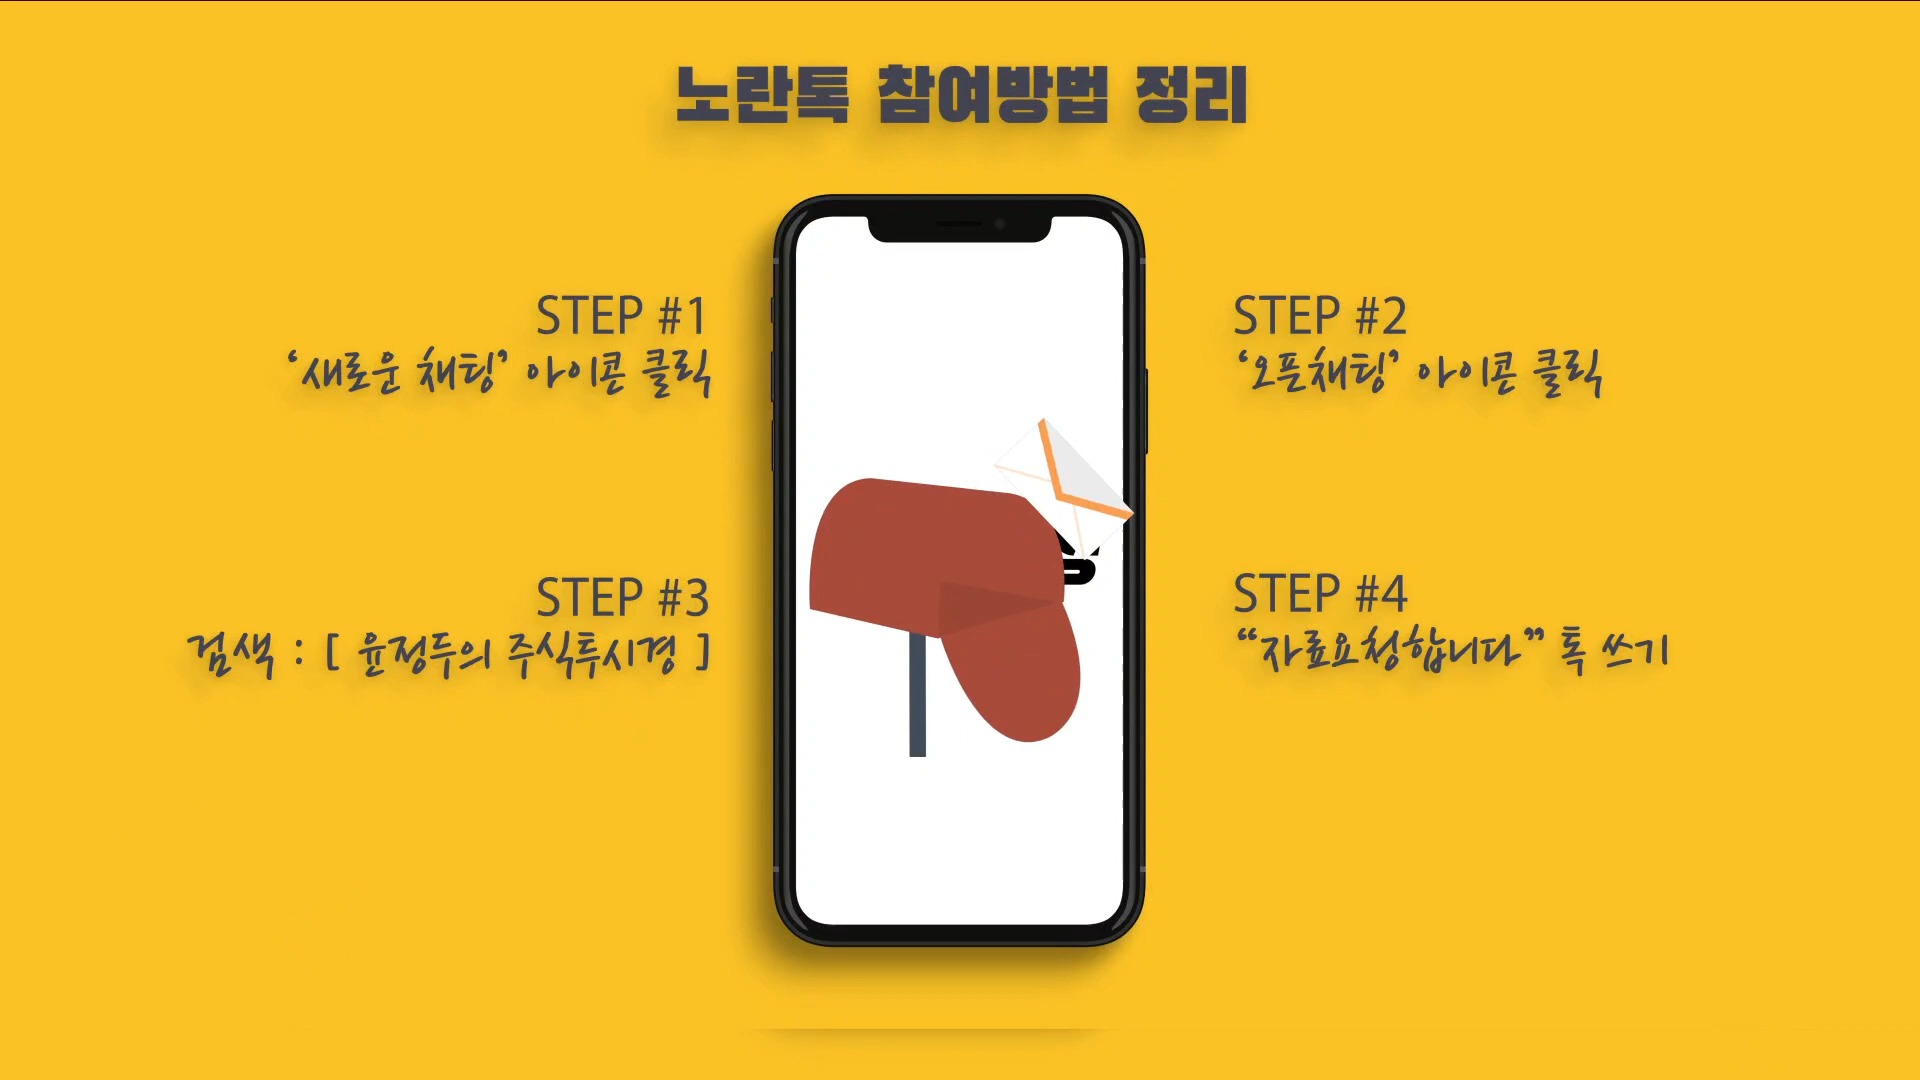 노란톡 참여방법 정리
STEP #1
‘새로운 채팅’ 아이콘 클릭
STEP #2
‘오픈채팅’ 아이콘 클릭
STEP #3
검색 : [ 윤정두의 주식투시경 ]
STEP #4
“자료요청합니다” 톡 쓰기